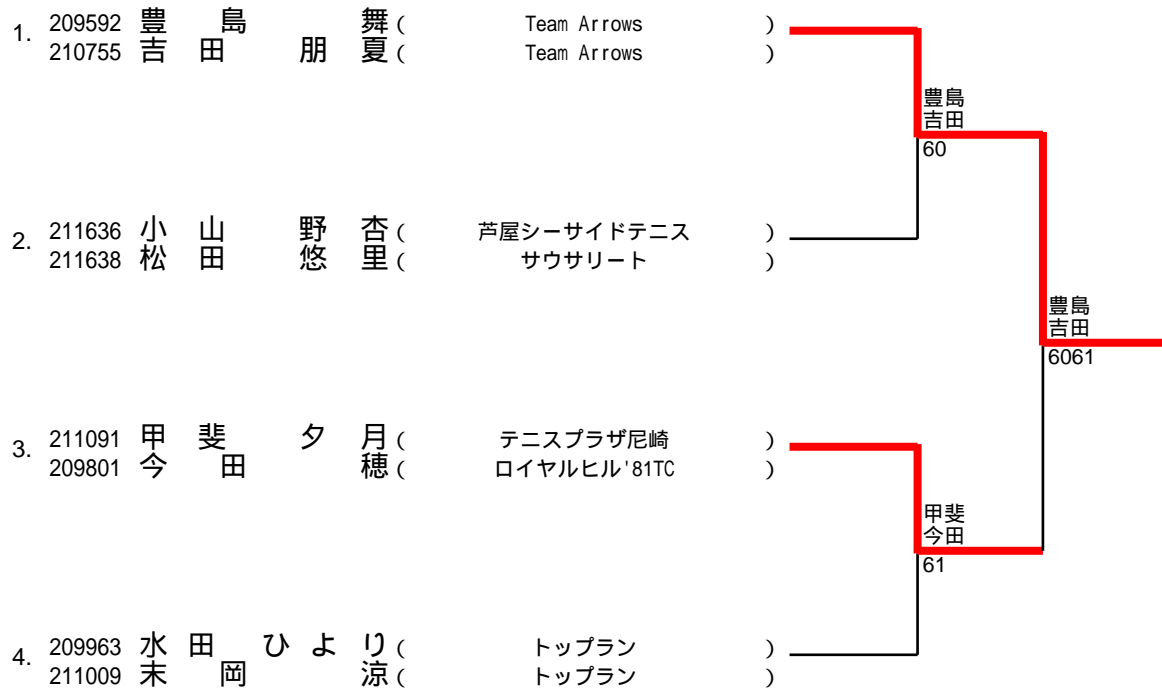 1. 209592 豊島 舞 ( Team Arrows )
210755 吉田 朋夏 ( Team Arrows )
豊島
吉田
60
2. 211636 小山 野杏 ( 芦屋シーサイドテニス )
211638 松田 悠里 ( サウサリート )
豊島
吉田
6061
3. 211091 甲斐 夕月 ( テニスプラザ尼崎 )
209801 今田 穂 ( ロイヤルヒル'81TC )
甲斐
今田
61
4. 209963 水田 ひより ( トップラン )
211009 末岡 涼 ( トップラン )